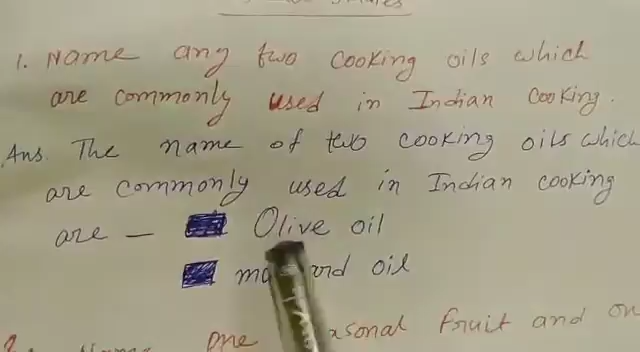 1. Name any two cooking oils which
are commonly used in Indian cooking.
Ans. The name of two cooking oils which
are commonly used in Indian cooking
are — Olive oil
oil
one fruit and